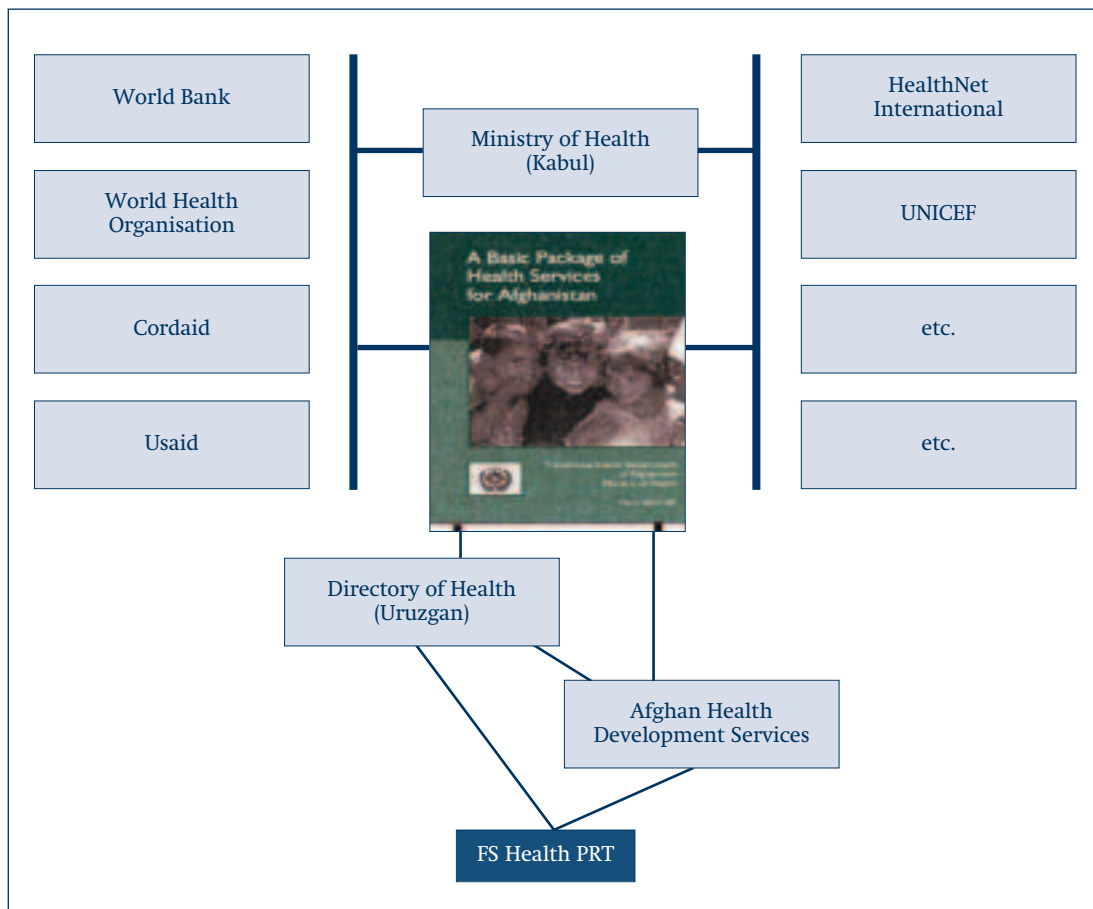 World Bank
World Health
Organisation
Cordaid
Usaid
Ministry of Health
(Kabul)
A Basic Package of
Health Services
for Afghanistan
HealthNet
International
UNICEF
etc.
etc.
Directory of Health
(Uruzgan)
Afghan Health
Development Services
FS Health PRT